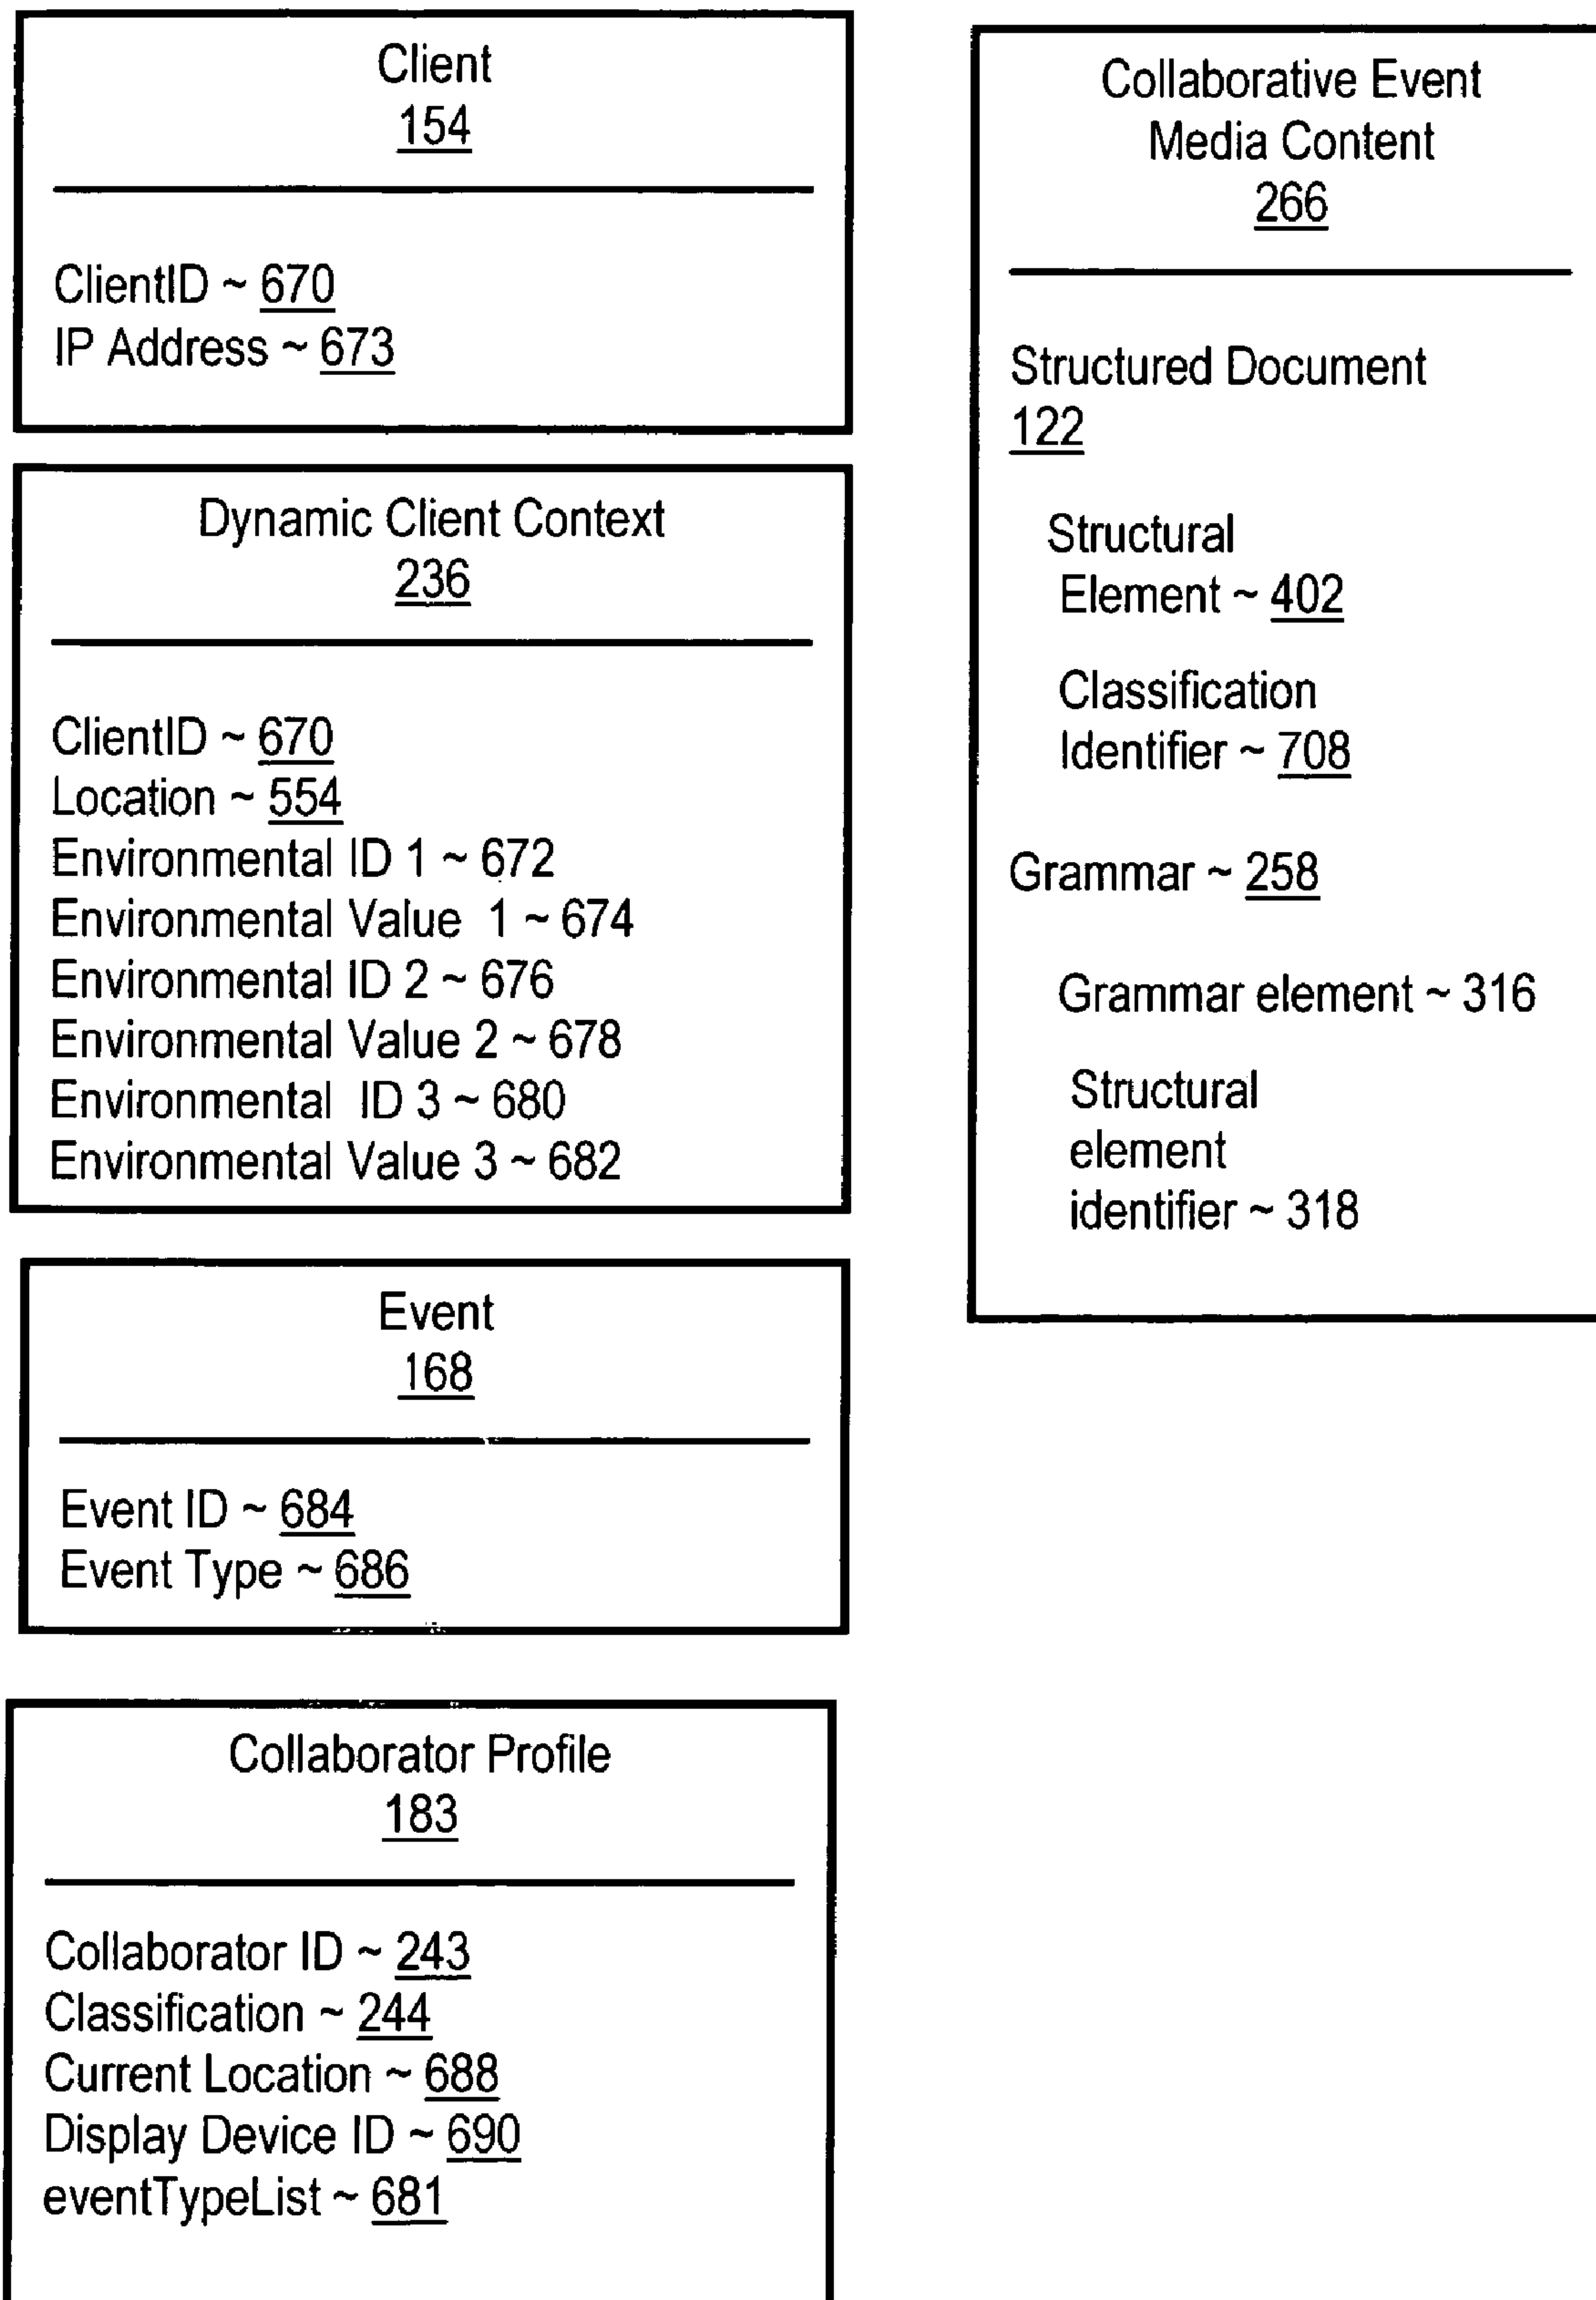 Client
154
ClientID ~ 670
IP Address ~ 673
Dynamic Client Context
236
ClientID ~ 670
Location ~ 554
Environmental ID 1 ~ 672
Environmental Value 1 ~ 674
Environmental ID 2 ~ 676
Environmental Value 2 ~ 678
Environmental ID 3 ~ 680
Environmental Value 3 ~ 682
Event
168
Event ID ~ 684
Event Type ~ 686
Collaborator Profile
183
Collaborator ID ~ 243
Classification ~ 244
Current Location ~ 688
Display Device ID ~ 690
eventTypeList ~ 681
Collaborative Event
Media Content
266
Structured Document
122
Structural
Element ~ 402
Classification
Identifier ~ 708
Grammar ~ 258
Grammar element ~ 316
Structural
element
identifier ~ 318